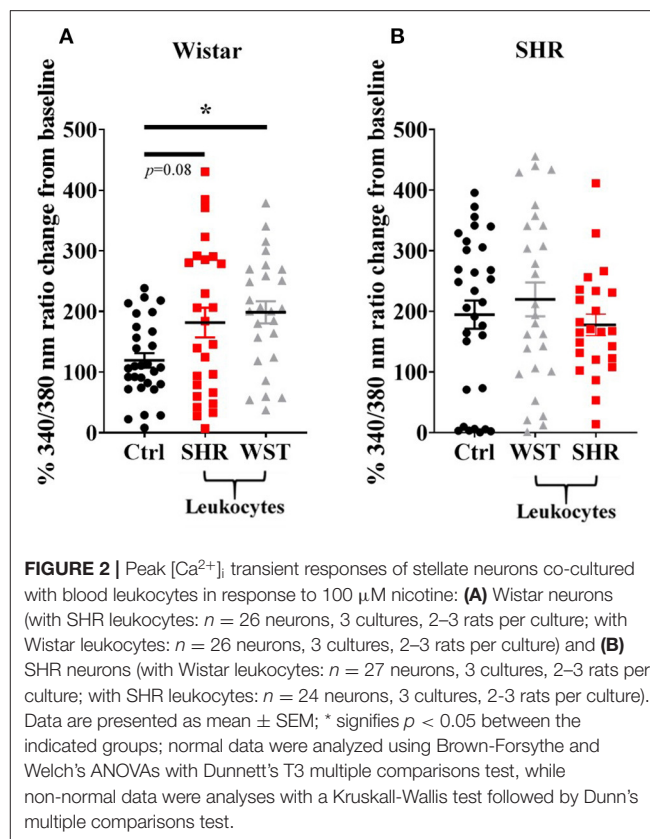 A
Wistar
B
SHR
*
p=0.08
500
400
300
200
100
0
% 340/380 nm ratio change from baseline
Ctrl SHR WST
Leukocytes
500
400
300
200
100
0
% 340/380 nm ratio change from baseline
Ctrl WST SHR
Leukocytes
FIGURE 2 | Peak [Ca²⁺]ᵢ transient responses of stellate neurons co-cultured
with blood leukocytes in response to 100 μM nicotine: (A) Wistar neurons
(with SHR leukocytes: n = 26 neurons, 3 cultures, 2–3 rats per culture; with
Wistar leukocytes: n = 26 neurons, 3 cultures, 2–3 rats per culture) and (B)
SHR neurons (with Wistar leukocytes: n = 27 neurons, 3 cultures, 2–3 rats per
culture; with SHR leukocytes: n = 24 neurons, 3 cultures, 2-3 rats per culture).
Data are presented as mean ± SEM; * signifies p < 0.05 between the
indicated groups; normal data were analyzed using Brown-Forsythe and
Welch's ANOVAs with Dunnett's T3 multiple comparisons test, while
non-normal data were analyses with a Kruskall-Wallis test followed by Dunn's
multiple comparisons test.